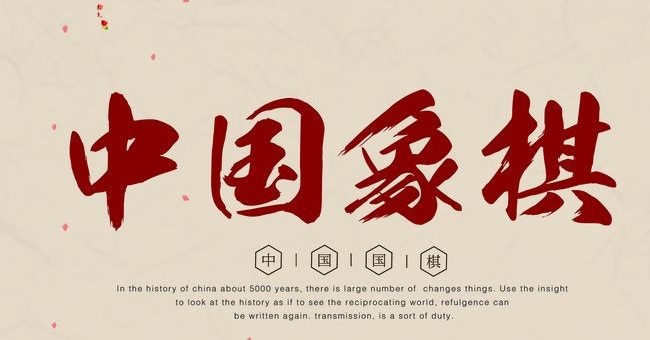 中国象棋
中 | 国 | 国 | 棋
In the history of china about 5000 years, there is large number of changes things. Use the insight
to look at the history as if to see the reciprocating world, refulgence can
be written again. transmission, is a sort of duty.